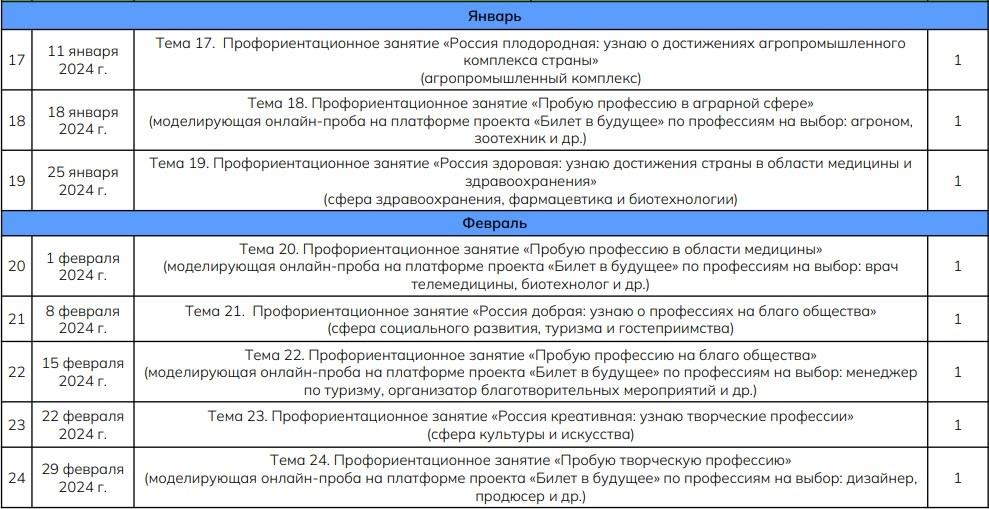 Январь
17
11 января
2024 г.
Тема 17. Профориентационное занятие «Россия плодородная: узнаю о достижениях агропромышленного
комплекса страны»
(агропромышленный комплекс)
1
18
18 января
2024 г.
Тема 18. Профориентационное занятие «Пробую профессию в аграрной сфере»
(моделирующая онлайн-проба на платформе проекта «Билет в будущее» по профессиям на выбор: агроном,
зоотехник и др.)
1
19
25 января
2024 г.
Тема 19. Профориентационное занятие «Россия здоровая: узнаю достижения страны в области медицины и
здравоохранения»
(сфера здравоохранения, фармацевтика и биотехнологии)
1
Февраль
20
1 февраля
2024 г.
Тема 20. Профориентационное занятие «Пробую профессию в области медицины»
(моделирующая онлайн-проба на платформе проекта «Билет в будущее» по профессиям на выбор: врач
телемедицины, биотехнолог и др.)
1
21
8 февраля
2024 г.
Тема 21. Профориентационное занятие «Россия добрая: узнаю о профессиях на благо общества»
(сфера социального развития, туризма и гостеприимства)
1
22
15 февраля
2024 г.
Тема 22. Профориентационное занятие «Пробую профессию на благо общества»
(моделирующая онлайн-проба на платформе проекта «Билет в будущее» по профессиям на выбор: менеджер
по туризму, организатор благотворительных мероприятий и др.)
1
23
22 февраля
2024 г.
Тема 23. Профориентационное занятие «Россия креативная: узнаю творческие профессии»
(сфера культуры и искусства)
1
24
29 февраля
2024 г.
Тема 24. Профориентационное занятие «Пробую творческую профессию»
(моделирующая онлайн-проба на платформе проекта «Билет в будущее» по профессиям на выбор: дизайнер,
продюсер и др.)
1